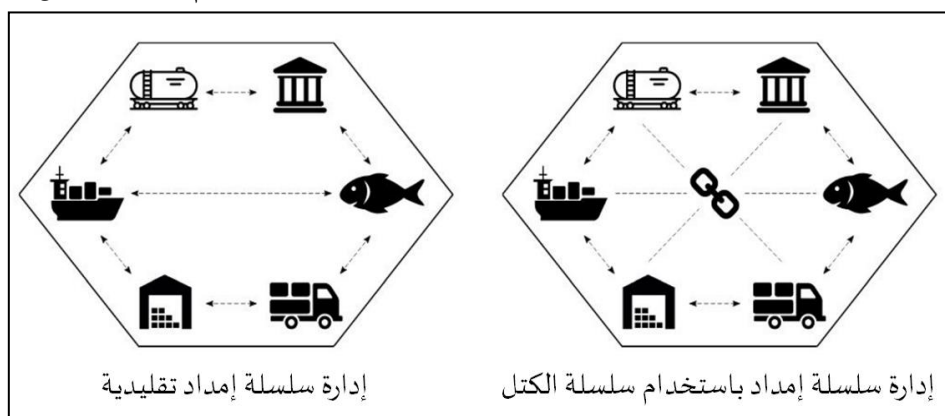 إدارة سلسلة إمداد باستخدام سلسلة الكتل
إدارة سلسلة إمداد تقليدية